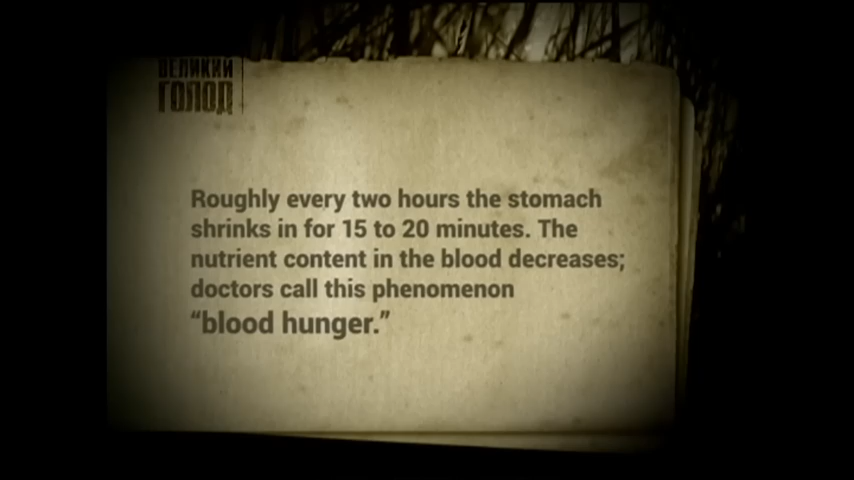 ВЕЛИКИЙ
ГОЛОД
Roughly every two hours the stomach
shrinks in for 15 to 20 minutes. The
nutrient content in the blood decreases;
doctors call this phenomenon
“blood hunger.”